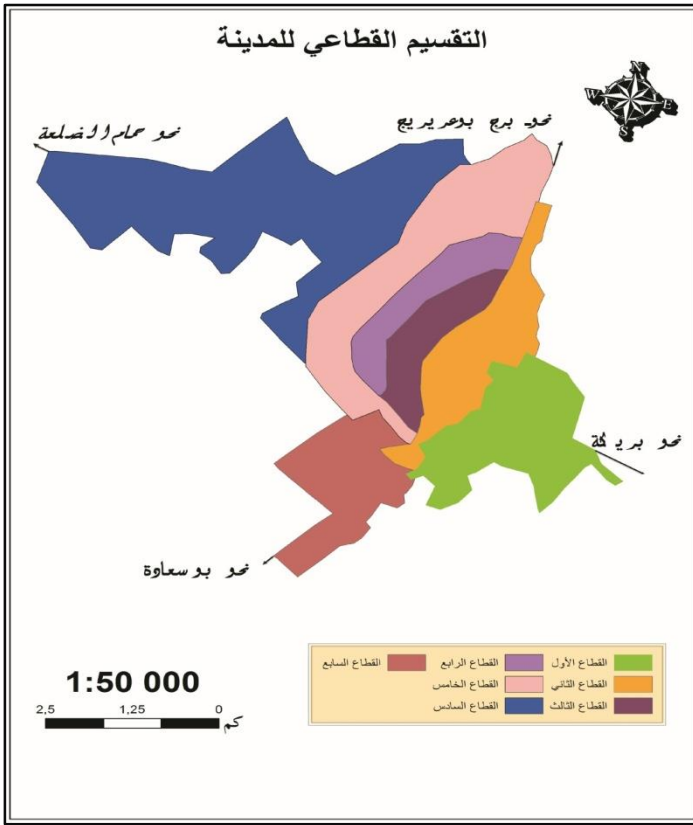 التقسيم القطاعي للمدينة
N
W E
S
نحو حمام الضلعة
نحو برج بوعريريج
نحو بريكة
نحو بوسعادة
1:50 000
2,5 1,25 0
كم
القطاع الأول
القطاع الثاني
القطاع الثالث
القطاع الرابع
القطاع الخامس
القطاع السادس
القطاع السابع